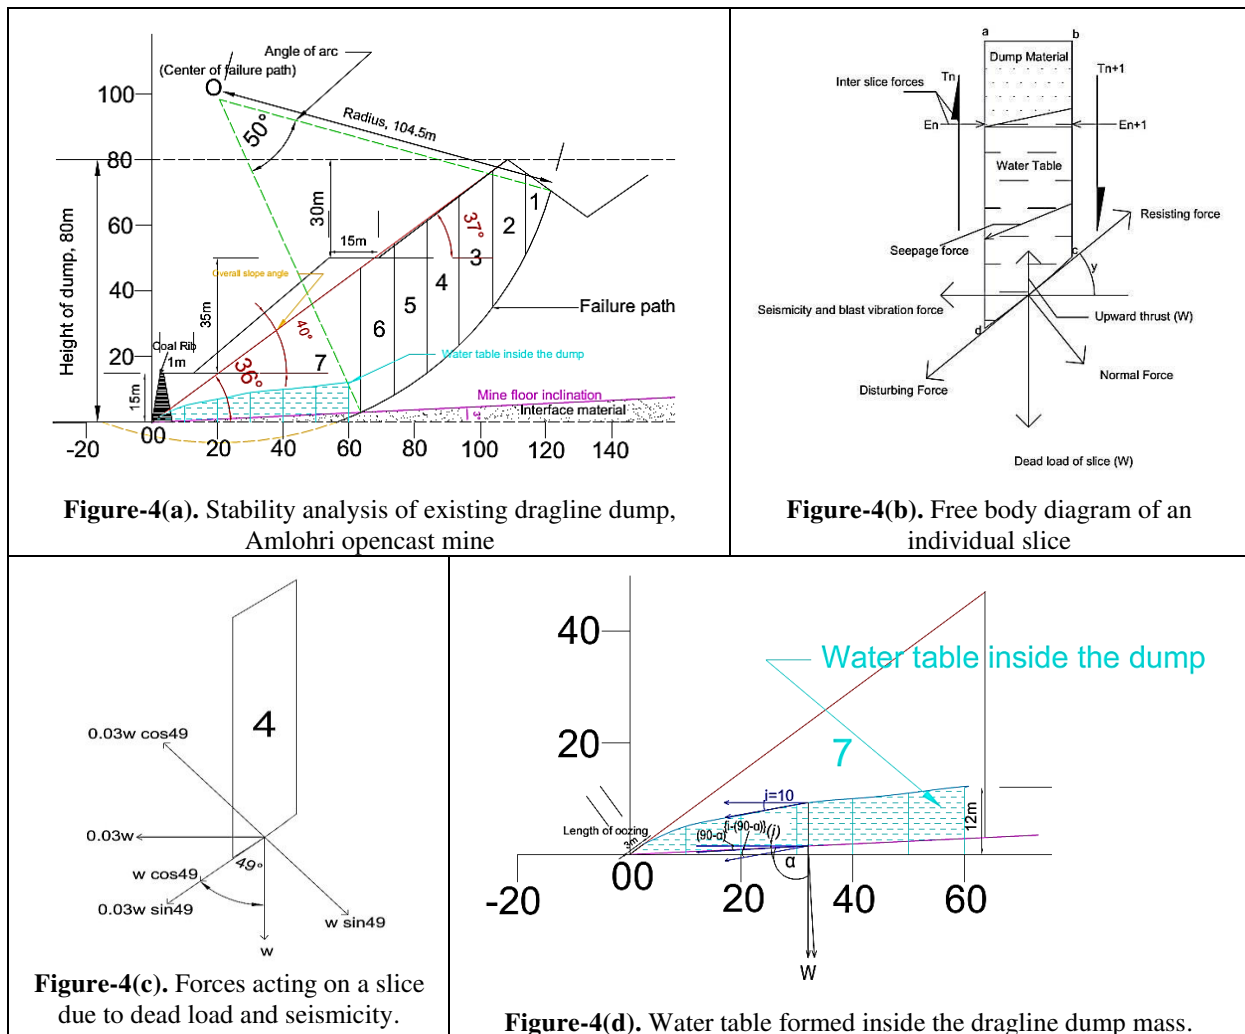 Angle of arc
(Center of failure path)
O
100
50°
Radius, 104.5m
80
30m
1
2
37°
3
60
15m
4
Overall slope angle
5
Failure path
40
Height of dump, 80m
35m
40°
6
Coal Rib
1m
7
Water table inside the dump
20
36°
Mine floor inclination
15m
Interface material
-20
00
20
40
60
80
100
120
140
Figure-4(a). Stability analysis of existing dragline dump,
Amlohri opencast mine
a
b
Dump Material
Tn
Tn+1
Inter slice forces
En
En+1
Water Table
Resisting force
Seepage force
c
y
Seismicity and blast vibration force
Upward thrust (W)
d
Disturbing Force
Normal Force
Dead load of slice (W)
Figure-4(b). Free body diagram of an
individual slice
4
0.03w cos49
0.03w
49°
w cos49
0.03w sin49
w sin49
w
Figure-4(c). Forces acting on a slice
due to dead load and seismicity.
40
Water table inside the dump
20
7
i=10
Length of oozing
3m
(90-α)
{i-(90-α)}
(i)
12m
α
-20
00
20
40
60
W
Figure-4(d). Water table formed inside the dragline dump mass.